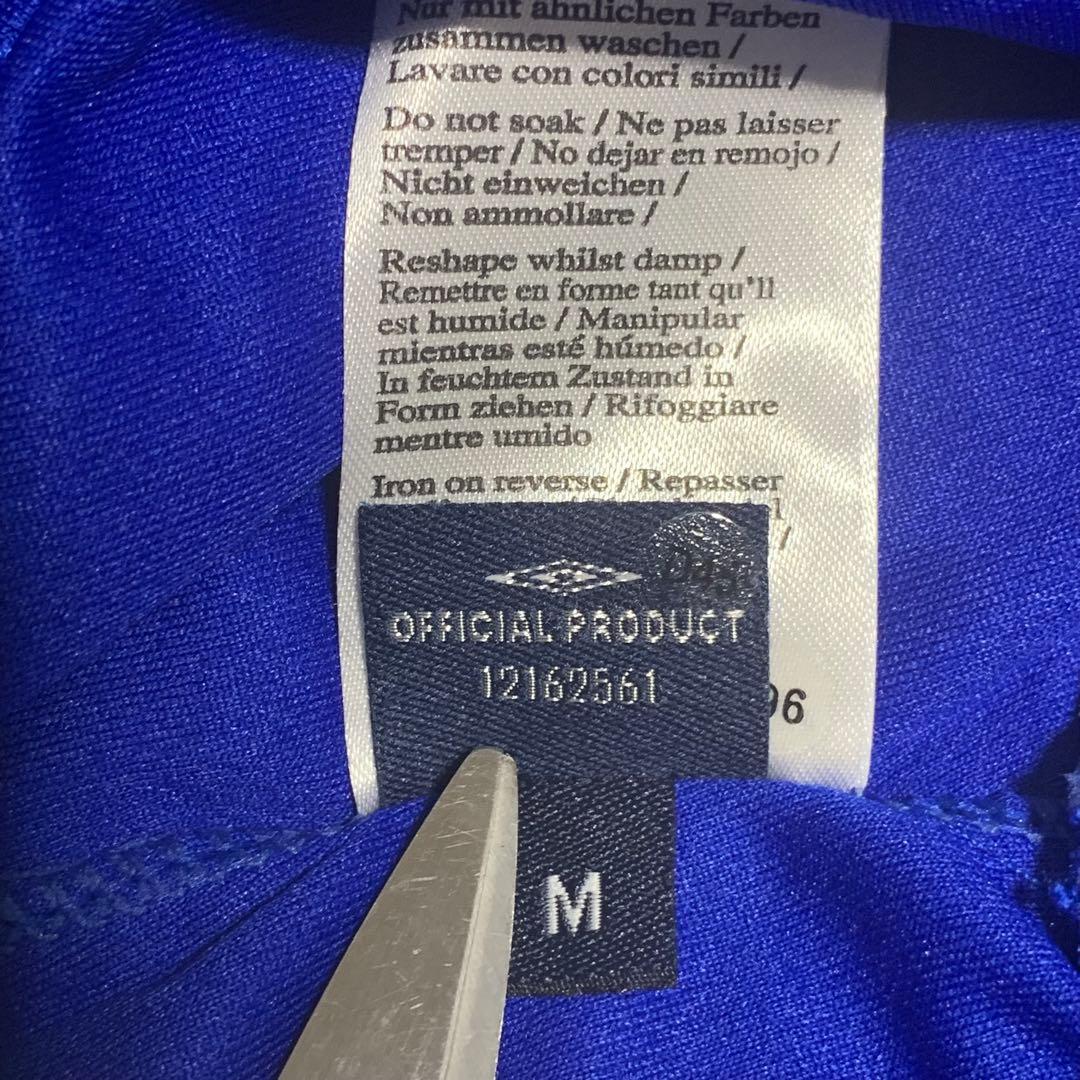 Nur mit ähnlichen Farben
zusammen waschen /
Lavare con colori simili /
Do not soak / Ne pas laisser
tremper / No dejar en remojo /
Nicht einweichen /
Non ammollare /
Reshape whilst damp /
Remettre en forme tant qu'll
est humide / Manipular
mientras esté húmedo /
In feuchtem Zustand in
Form ziehen / Rifoggiare
mentre umido
Iron on reverse / Repasser
OFFICIAL PRODUCT
12162561
96
M